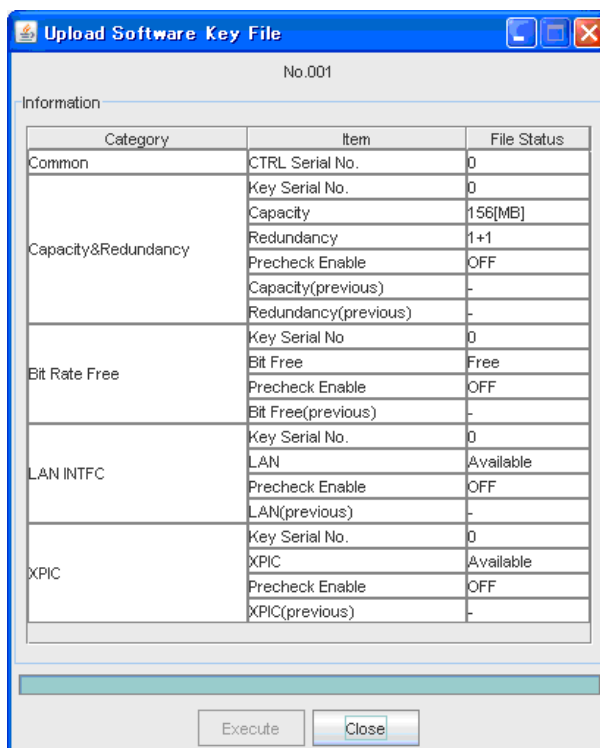 Upload Software Key File
No.001
Information
Category Item File Status
Common CTRL Serial No. 0
Capacity&Redundancy Key Serial No. 0
Capacity 156[MB]
Redundancy 1+1
Precheck Enable OFF
Capacity(previous) -
Redundancy(previous) -
Bit Rate Free Key Serial No 0
Bit Free Free
Precheck Enable OFF
Bit Free(previous) -
LAN INTFC Key Serial No. 0
LAN Available
Precheck Enable OFF
LAN(previous) -
XPIC Key Serial No. 0
XPIC Available
Precheck Enable OFF
XPIC(previous) -
Execute Close